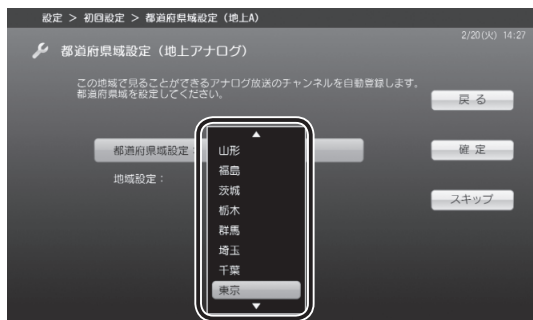 設定 > 初回設定 > 都道府県域設定（地上A）
2/20(火) 14:27
都道府県域設定（地上アナログ）
この地域で見ることができるアナログ放送のチャンネルを自動登録します。
都道府県域を設定してください。
戻る
都道府県域設定：
確定
地域設定：
スキップ
山形
福島
茨城
栃木
群馬
埼玉
千葉
東京